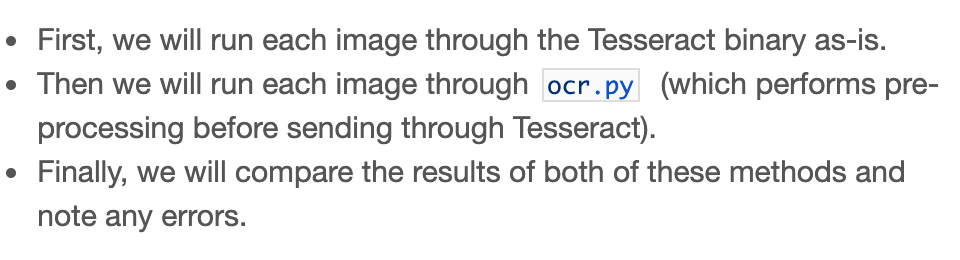 • First, we will run each image through the Tesseract binary as-is.
• Then we will run each image through ocr.py (which performs pre-
processing before sending through Tesseract).
• Finally, we will compare the results of both of these methods and
note any errors.